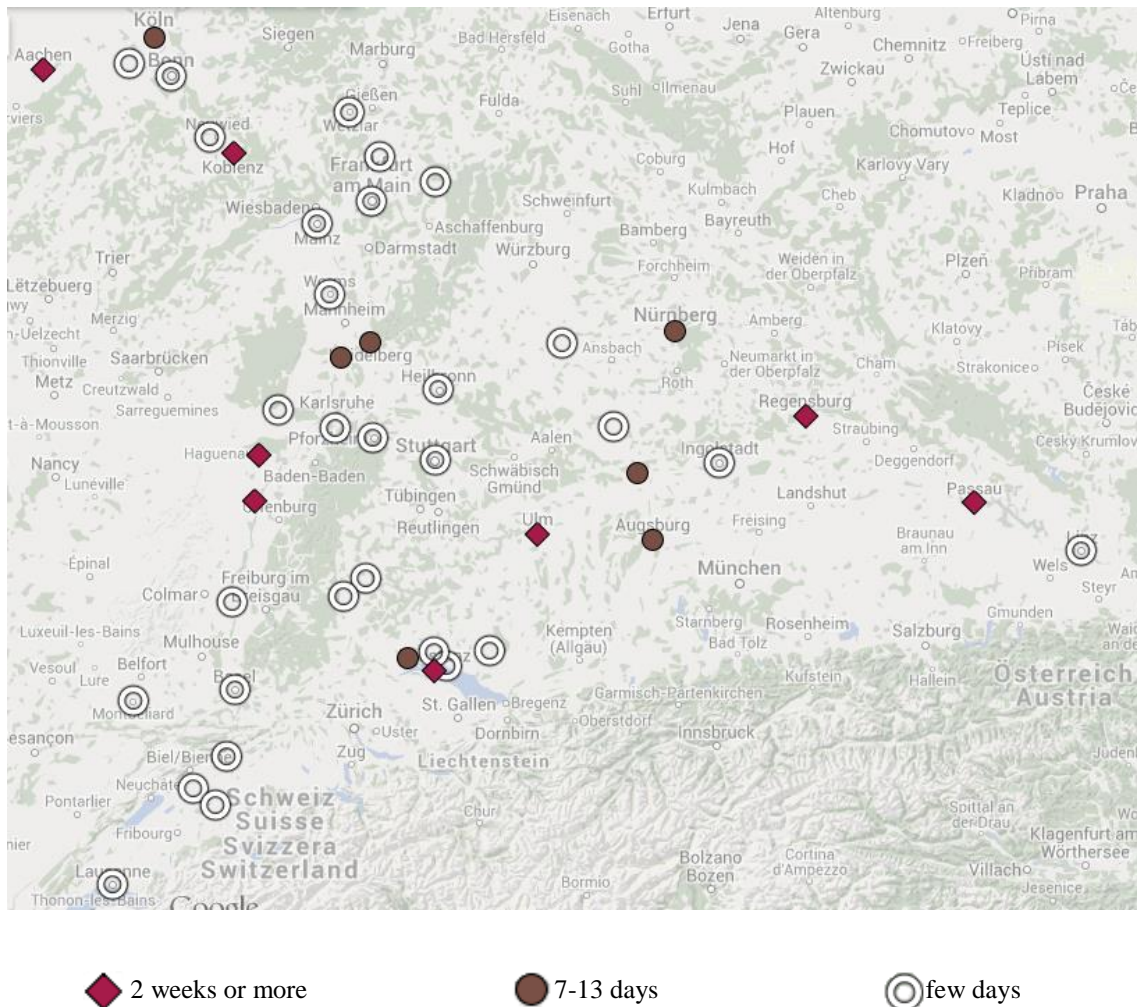 Köln
Siegen
Eisenach
Erfurt
Jena
Gera
Altenburg
Pirna
Aachen
Bonn
Marburg
Bad Hersfeld
Gotha
Chemnitz
Freiberg
Ústí nad
Labem
Zwickau
Gießen
Fulda
Suhl
Ilmenau
Teplice
Plauen
Wetzlar
Neuwied
Hof
Chomutov
Most
Koblenz
Frankfurt
am Main
Coburg
Karlovy Vary
Kulmbach
Cheb
Kladno
Praha
Wiesbaden
Schweinfurt
Bayreuth
Aschaffenburg
Bamberg
Mainz
Darmstadt
Würzburg
Trier
Forchheim
Weiden in
der Oberpfalz
Plzeň
Příbram
Lëtzebuerg
Worms
Mannheim
Merzig
Nürnberg
Amberg
Klatovy
Thionville
Saarbrücken
Ansbach
Neumarkt in
der Oberpfalz
Cham
Písek
Strakonice
Metz
Creutzwald
Heilbronn
Roth
České
Sarreguemines
Karlsruhe
Regensburg
Straubing
Haguenau
Stuttgart
Aalen
Ingolstadt
Deggendorf
Nancy
Lunéville
Baden-Baden
Schwäbisch
Gmünd
Landshut
Passau
Tübingen
Reutlingen
Ulm
Augsburg
Freising
Braunau
am Inn
Épinal
München
Wels
Steyr
Colmar
Freiburg im
Breisgau
Starnberg
Bad Tolz
Rosenheim
Salzburg
Gmunden
Luxeuil-les-Bains
Mulhouse
Kempten
(Allgäu)
Vesoul
Belfort
Lure
Basel
Garmisch-Partenkirchen
Kufstein
Hallein
Österreich
Austria
Montbéliard
Zürich
Uster
St. Gallen
Bregenz
Dornbirn
Oberstdorf
Innsbruck
Zug
Liechtenstein
Pontarlier
Schweiz
Suisse
Svizzera
Switzerland
Chur
Fribourg
Spittal an
der Drau
Klagenfurt am
Wörthersee
Lausanne
Bolzano
Bozen
Cortina
d'Ampezzo
Villach
Thonon-les-Bains
Bormio
Jesenice
Google
2 weeks or more 7-13 days few days